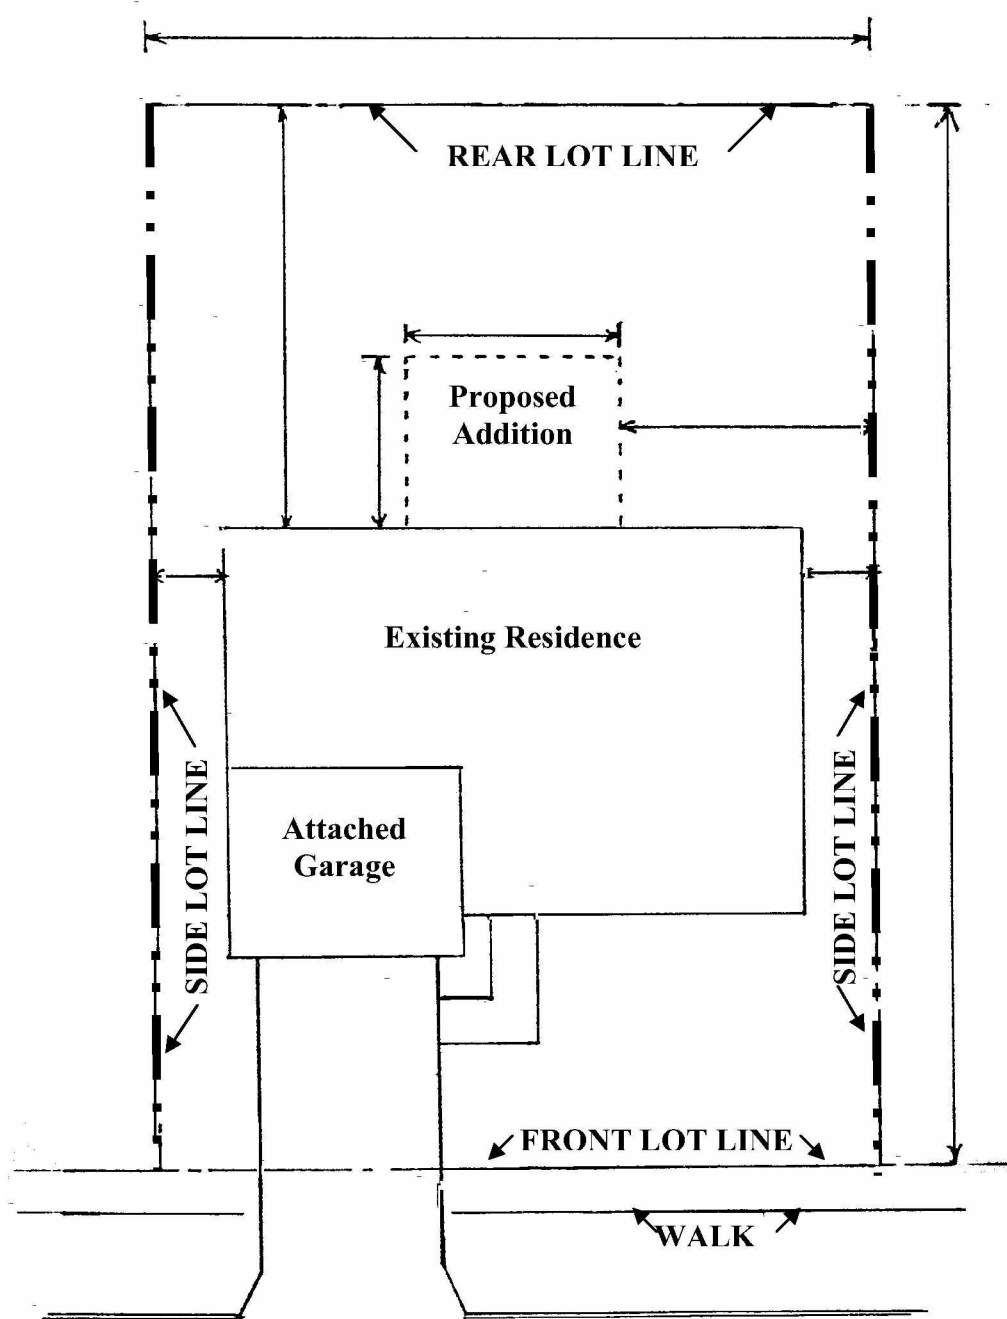 REAR LOT LINE
Proposed
Addition
Existing Residence
Attached
Garage
SIDE LOT LINE
SIDE LOT LINE
FRONT LOT LINE
WALK